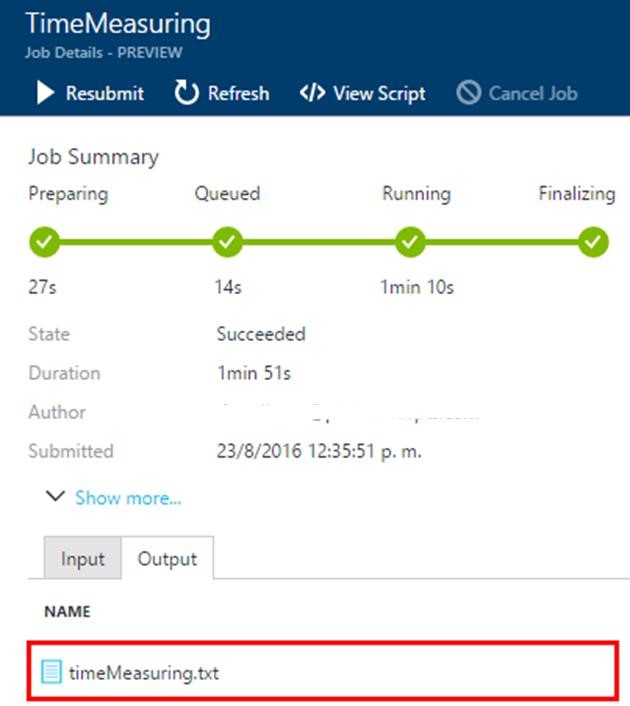 TimeMeasuring
Job Details - PREVIEW
Resubmit Refresh </> View Script Cancel Job
Job Summary
Preparing Queued Running Finalizing
27s 14s 1min 10s
State Succeeded
Duration 1min 51s
Author
Submitted 23/8/2016 12:35:51 p. m.
Show more...
Input Output
NAME
timeMeasuring.txt